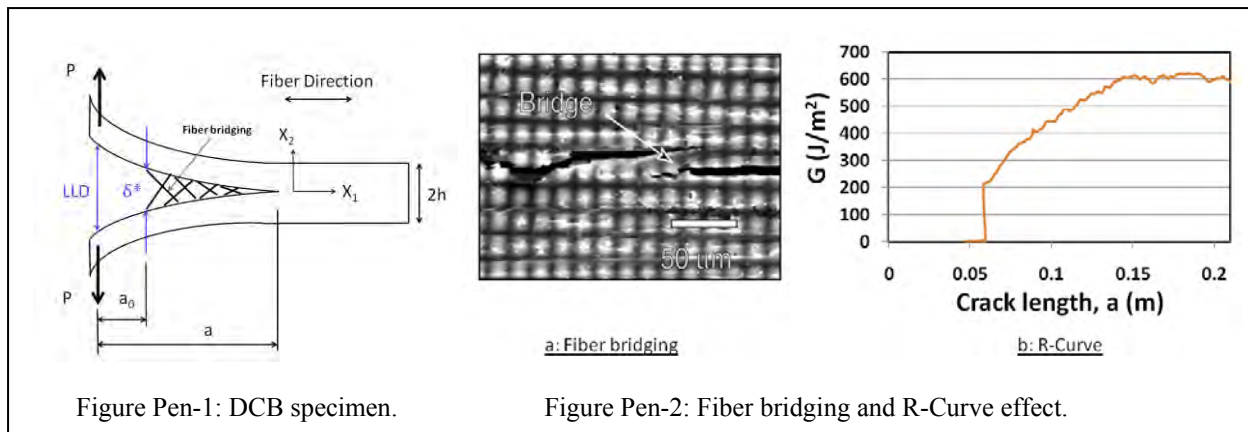 P
Fiber Direction
Fiber bridging
X2
LLD
δ*
X1
2h
P
a0
a
Figure Pen-1: DCB specimen.
Bridge
50 um
a: Fiber bridging
G (J/m²)
700
600
500
400
300
200
100
0
0
0.05
0.1
0.15
0.2
Crack length, a (m)
b: R-Curve
Figure Pen-2: Fiber bridging and R-Curve effect.